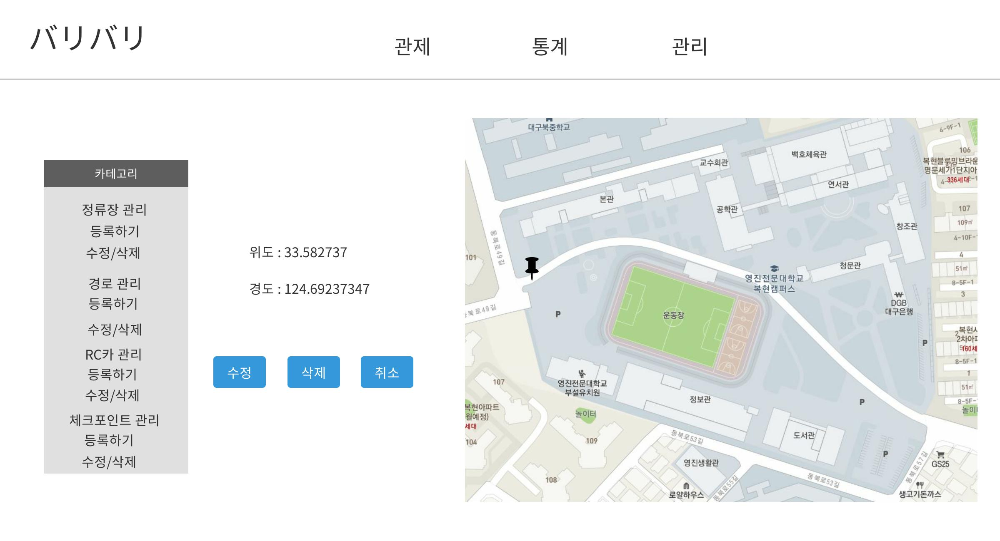 バリバリ
관제
통계
관리
카테고리
정류장 관리
등록하기
수정/삭제
경로 관리
등록하기
수정/삭제
RC카 관리
등록하기
수정/삭제
체크포인트 관리
등록하기
수정/삭제
위도 : 33.582737
경도 : 124.69237347
수정
삭제
취소
대구북중학교
4-9F-1
106
백호체육관
교수회관
복현블루밍브라운
명문세가1단지아
336세대
연서관
본관
공학관
107
109㎡
창조관
4-10F-
동북로49길
101
4
청문관
51㎡
영진전문대학교
복현캠퍼스
8-5F-1
3
DGB
대구은행
북로49길
P
운동장
복현
2차아
160세
P
8-5F-1
1
107
영진전문대학교
부설유치원
51㎡
정보관
P
8-5F-
복현아파트
월예정)
세대
놀이터
놀이
104
109
동북로53길
도서관
P
동북로57길
GS25
영진생활관
108
동북로55길
동북로53길
로얄하우스
생고기돈까스